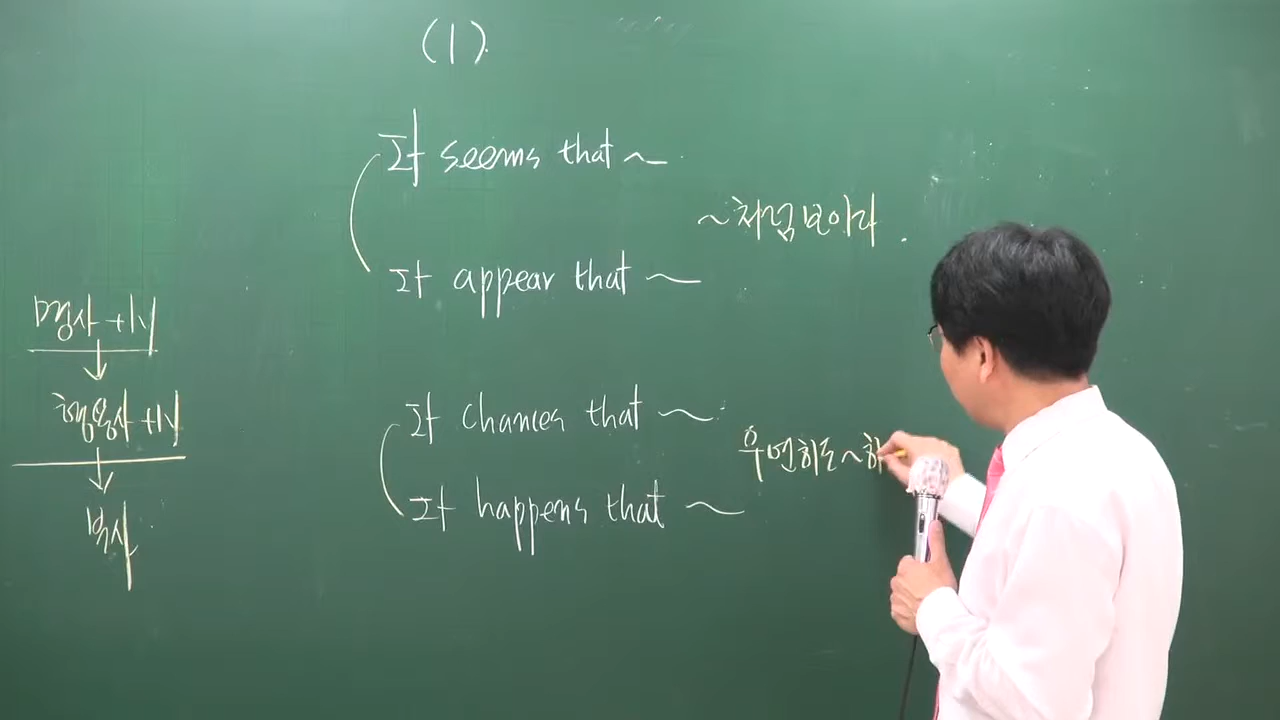 (1).
It seems that ~
~처럼 보이다.
It appear that ~
It chances that ~
우연히도 ~하
It happens that ~
명사 + ly
↓
형용사 + ly
↓
부사